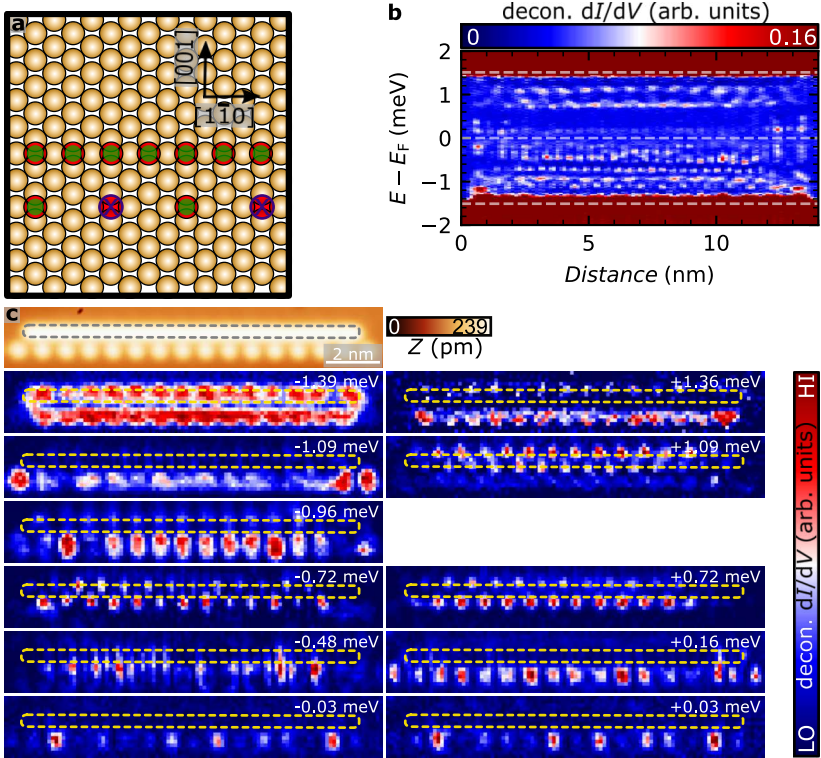 a
[001]
[11̄0]
b
decon. dI/dV (arb. units)
0
0.16
2
1
0
−1
−2
E − E_F (meV)
0
5
10
Distance (nm)
c
2 nm
0
239
Z (pm)
-1.39 meV
+1.36 meV
-1.09 meV
+1.09 meV
-0.96 meV
-0.72 meV
+0.72 meV
-0.48 meV
+0.16 meV
-0.03 meV
+0.03 meV
HI
decon. dI/dV (arb. units)
LO